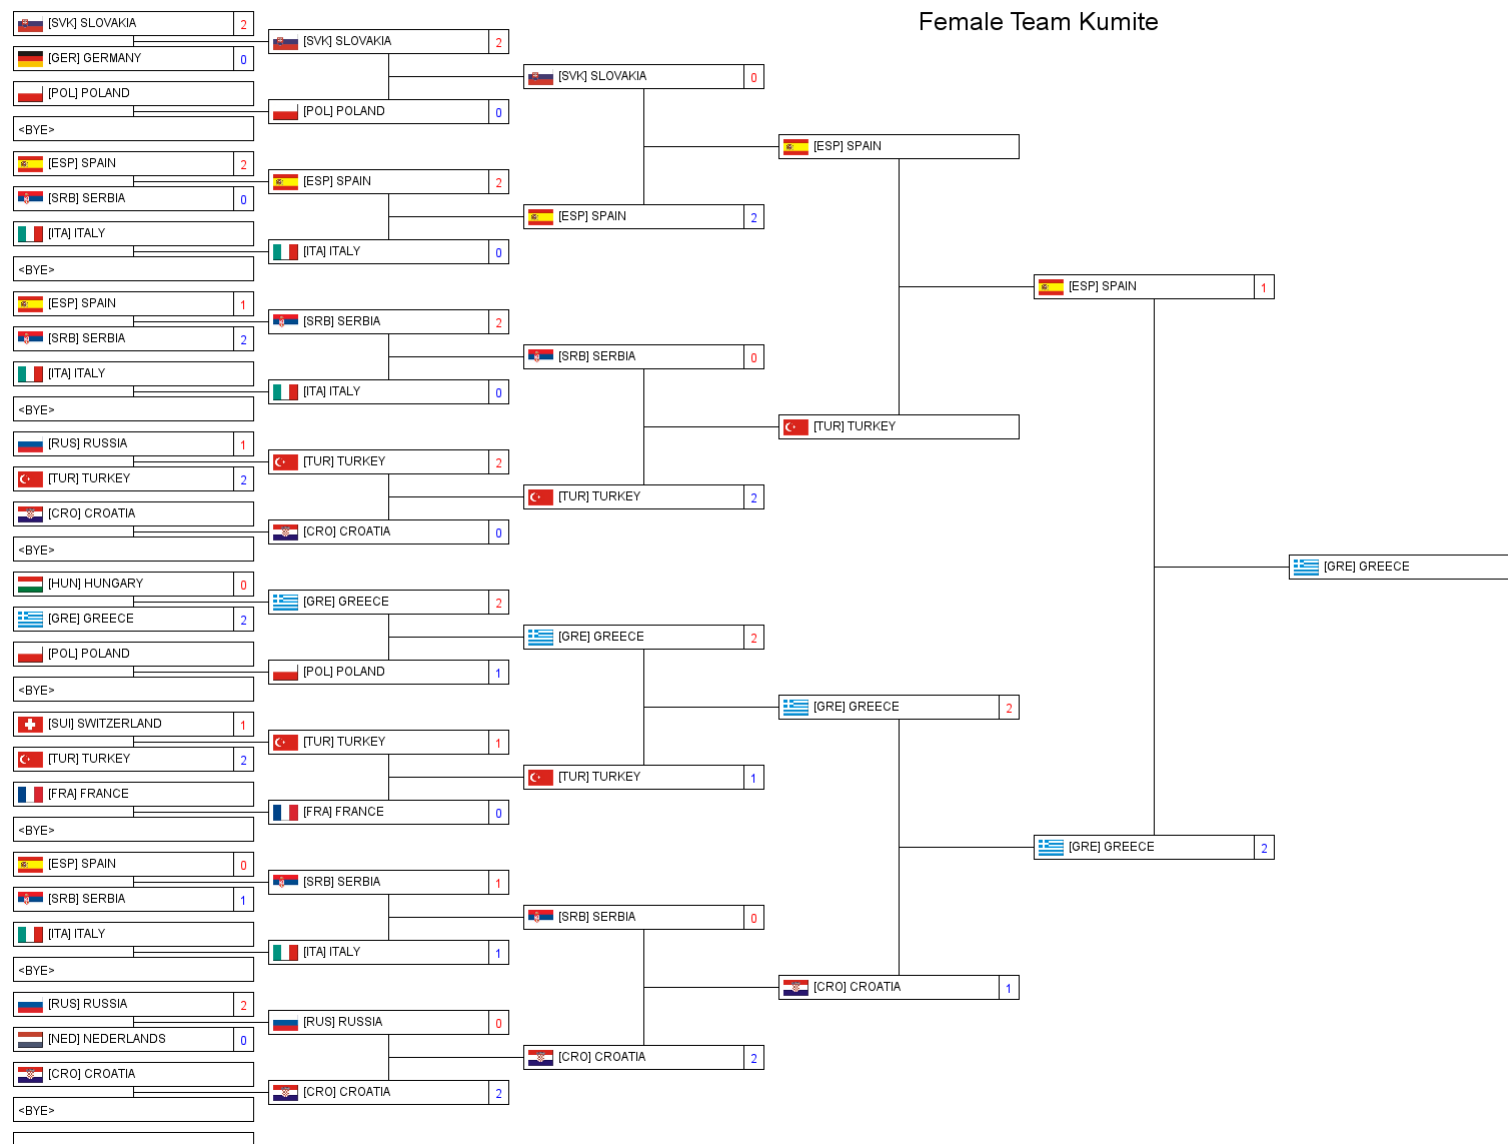 Female Team Kumite
[SVK] SLOVAKIA 2
[GER] GERMANY 0
[POL] POLAND
<BYE>
[ESP] SPAIN 2
[SRB] SERBIA 0
[ITA] ITALY
<BYE>
[ESP] SPAIN 1
[SRB] SERBIA 2
[ITA] ITALY
<BYE>
[RUS] RUSSIA 1
[TUR] TURKEY 2
[CRO] CROATIA
<BYE>
[HUN] HUNGARY 0
[GRE] GREECE 2
[POL] POLAND
<BYE>
[SUI] SWITZERLAND 1
[TUR] TURKEY 2
[FRA] FRANCE
<BYE>
[ESP] SPAIN 0
[SRB] SERBIA 1
[ITA] ITALY
<BYE>
[RUS] RUSSIA 2
[NED] NEDERLANDS 0
[CRO] CROATIA
<BYE>
[SVK] SLOVAKIA 2
[POL] POLAND 0
[ESP] SPAIN 2
[ITA] ITALY 0
[SRB] SERBIA 2
[ITA] ITALY 0
[TUR] TURKEY 2
[CRO] CROATIA 0
[GRE] GREECE 2
[POL] POLAND 1
[TUR] TURKEY 1
[FRA] FRANCE 0
[SRB] SERBIA 1
[ITA] ITALY 1
[RUS] RUSSIA 0
[CRO] CROATIA 2
[SVK] SLOVAKIA 0
[ESP] SPAIN 2
[SRB] SERBIA 0
[TUR] TURKEY 2
[GRE] GREECE 2
[TUR] TURKEY 1
[SRB] SERBIA 0
[CRO] CROATIA 2
[ESP] SPAIN
[TUR] TURKEY
[GRE] GREECE 2
[CRO] CROATIA 1
[ESP] SPAIN 1
[GRE] GREECE 2
[GRE] GREECE